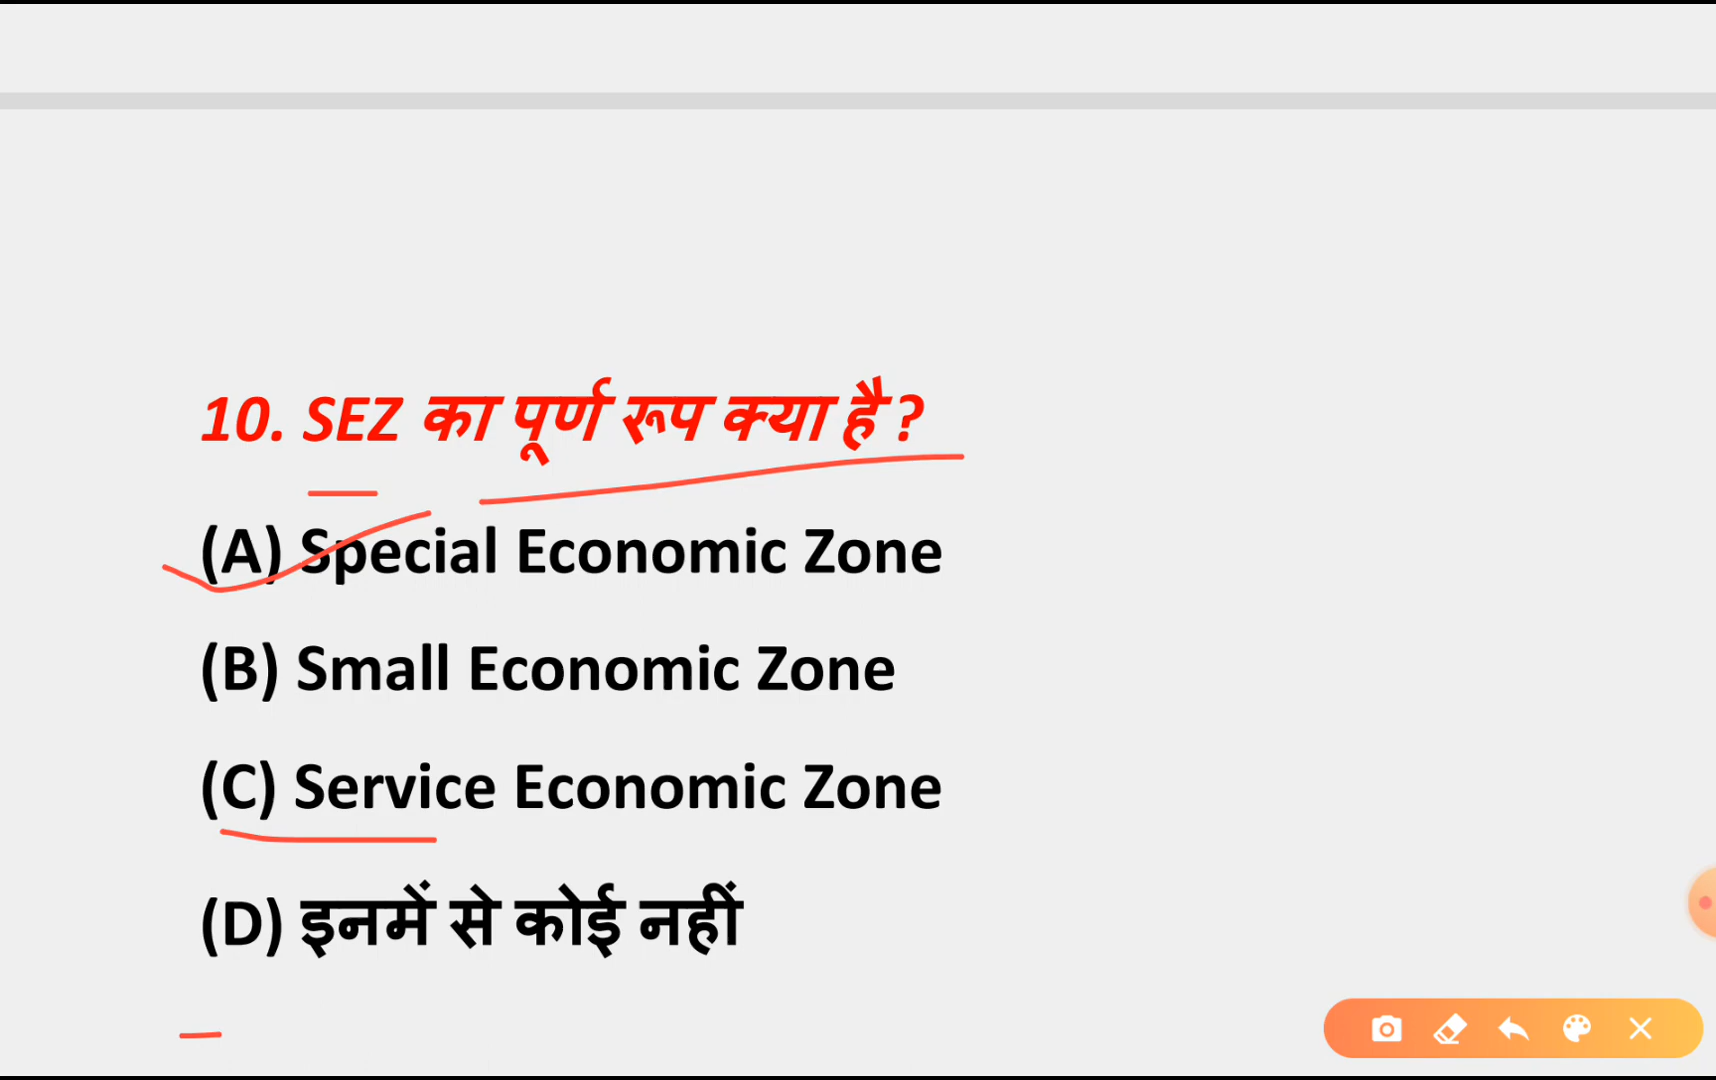 10. SEZ का पूर्ण रूप क्या है ?
(A) Special Economic Zone
(B) Small Economic Zone
(C) Service Economic Zone
(D) इनमें से कोई नहीं